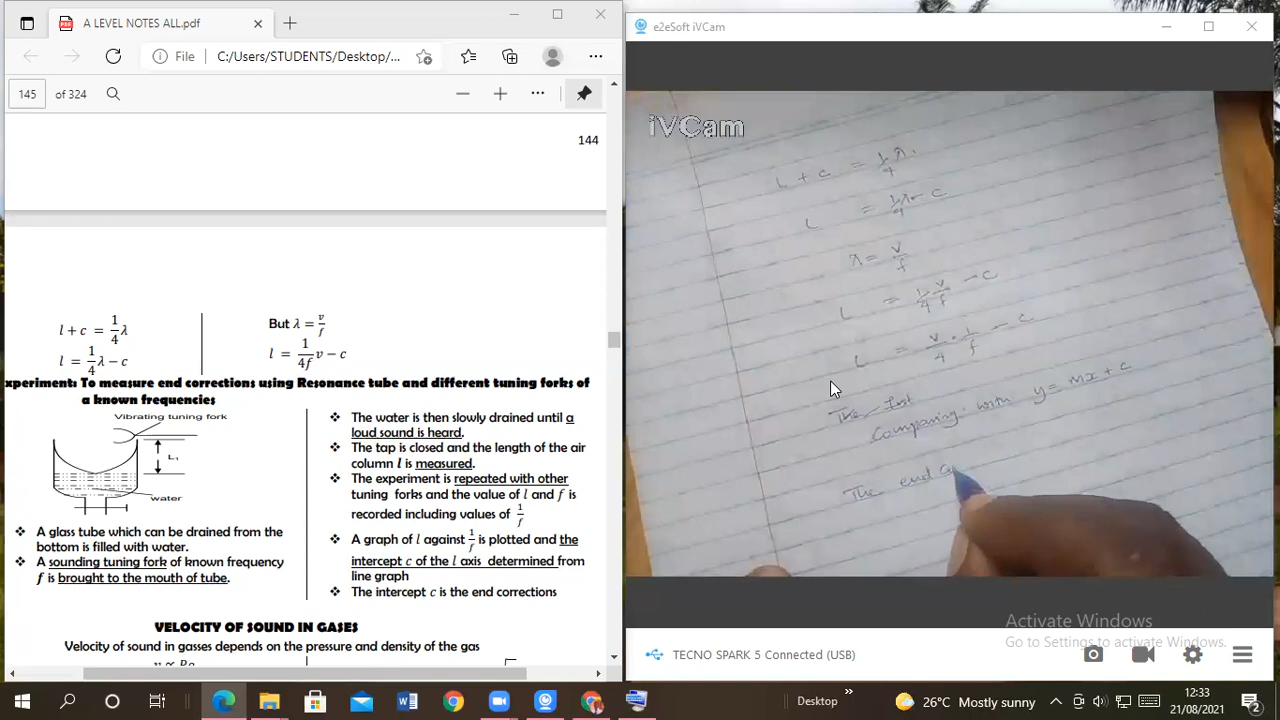 A LEVEL NOTES ALL.pdf
File
C:/Users/STUDENTS/Desktop/...
145
of 324
144
l + c = 1/4 λ
l = 1/4 λ − c
But λ = v/f
l = 1/4f v − c
xperiment: To measure end corrections using Resonance tube and different tuning forks of
a known frequencies
Vibrating tuning fork
L₁
water
❖ A glass tube which can be drained from the
bottom is filled with water.
❖ A sounding tuning fork of known frequency
f is brought to the mouth of tube.
❖ The water is then slowly drained until a
loud sound is heard.
❖ The tap is closed and the length of the air
column l is measured.
❖ The experiment is repeated with other
tuning forks and the value of l and f is
recorded including values of 1/f
❖ A graph of l against 1/f is plotted and the
intercept c of the l axis determined from
line graph
❖ The intercept c is the end corrections
VELOCITY OF SOUND IN GASES
Velocity of sound in gasses depends on the pressure and density of the gas
e2eSoft iVCam
iVCam
L + c = 1/4 λ.
L = 1/4 λ − c
λ = v/f
L = 1/4 v/f − c
L = v/4 . 1/f − c
The
Comparing with y = mx + c
The end
Activate Windows
Go to Settings to activate Windows.
TECNO SPARK 5 Connected (USB)
Desktop
26°C Mostly sunny
12:33
21/08/2021
2